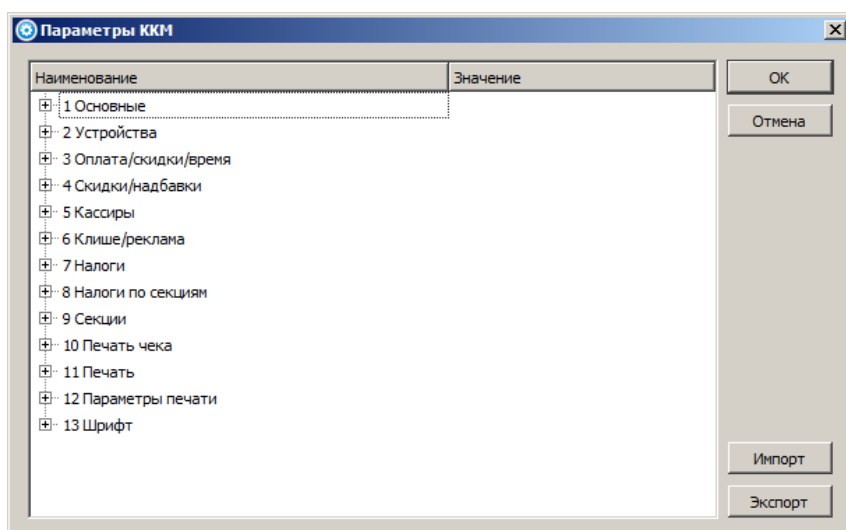 Параметры ККМ
Наименование Значение
1 Основные
2 Устройства
3 Оплата/скидки/время
4 Скидки/надбавки
5 Кассиры
6 Клише/реклама
7 Налоги
8 Налоги по секциям
9 Секции
10 Печать чека
11 Печать
12 Параметры печати
13 Шрифт
OK
Отмена
Импорт
Экспорт